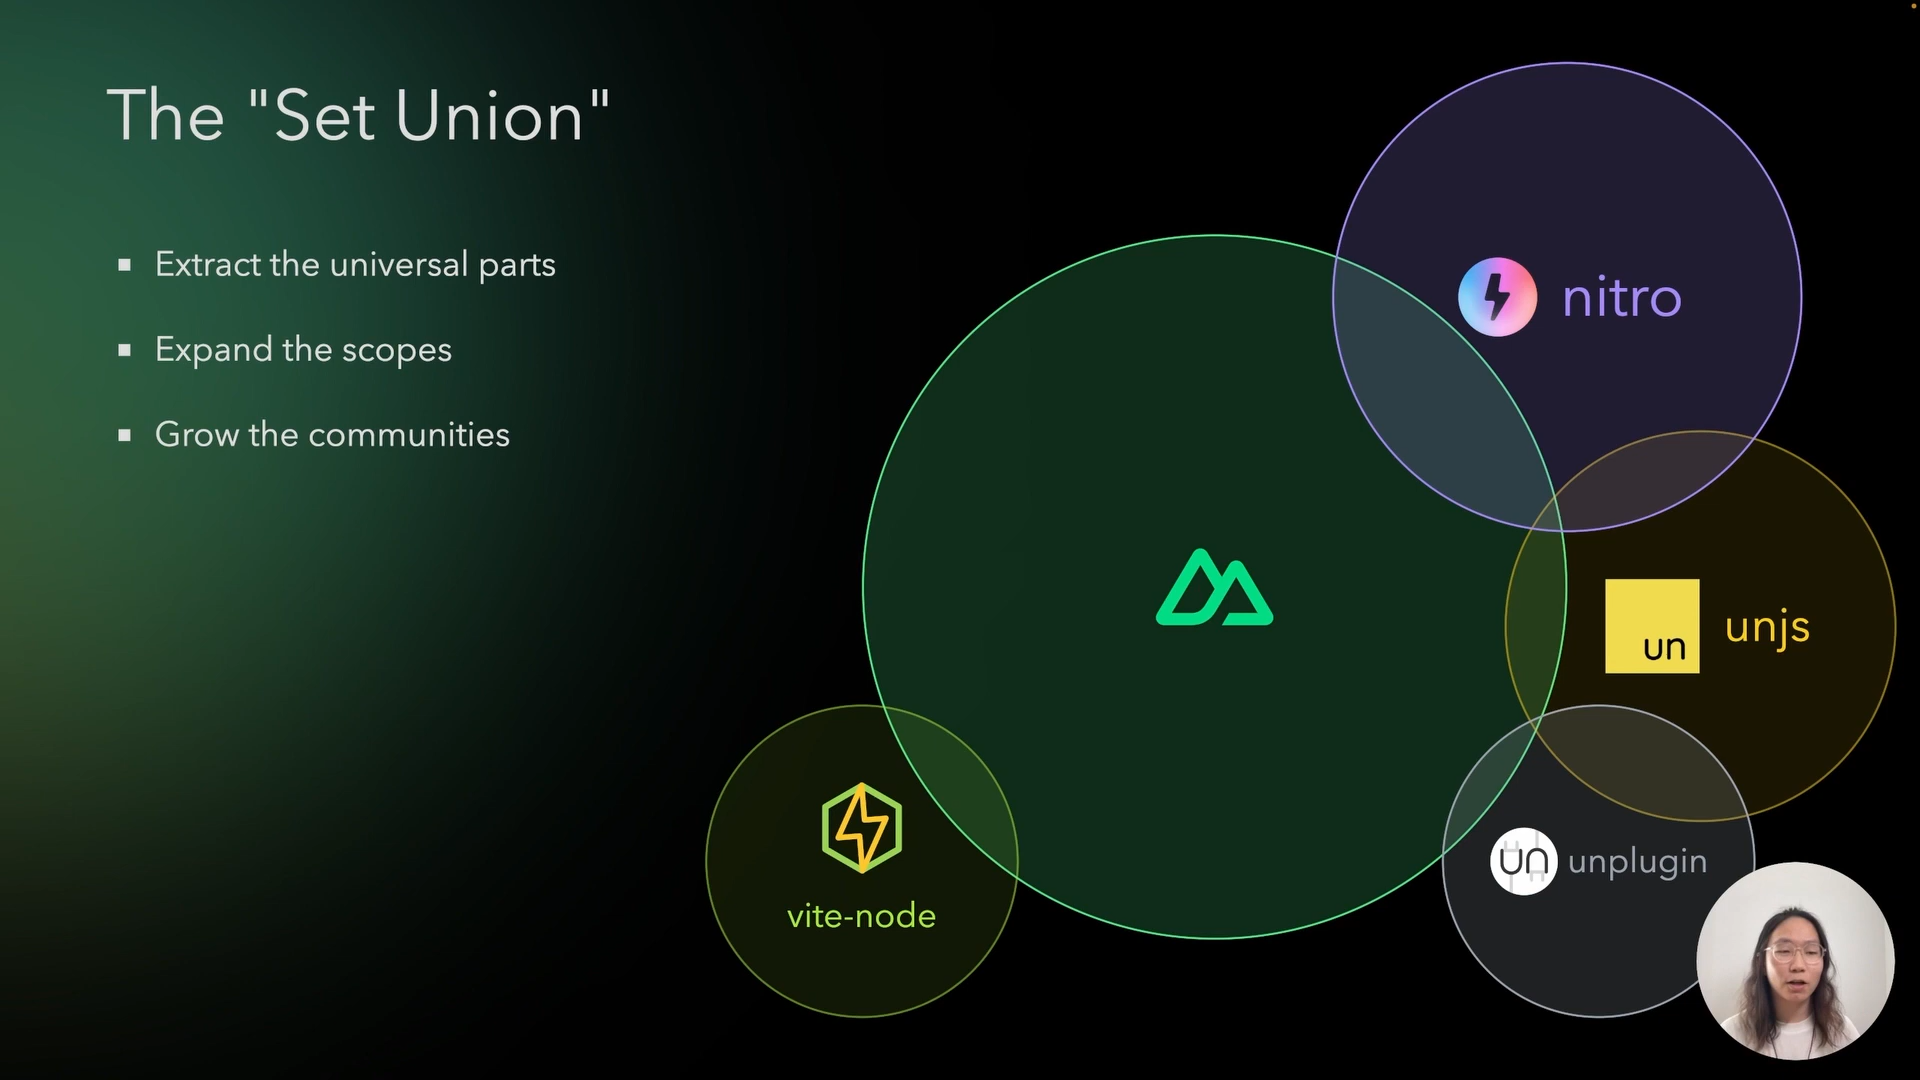 The "Set Union"
Extract the universal parts
Expand the scopes
Grow the communities
nitro
un
unjs
un unplugin
vite-node